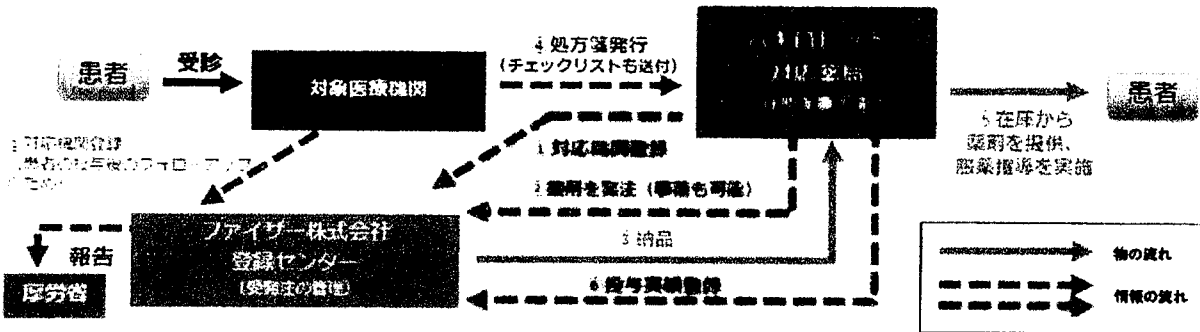 患者
受診
対象医療機関
4 処方箋発行
(チェックリストも送付)
対応薬局
患者
5 在庫から
薬剤を提供、
服薬指導を実施
対応機関登録
1 対応機関登録
2 薬剤を発注(事前も可能)
3 納品
6 投与実績登録
ファイザー株式会社
登録センター
(受発注の管理)
報告
厚労省
物の流れ
情報の流れ